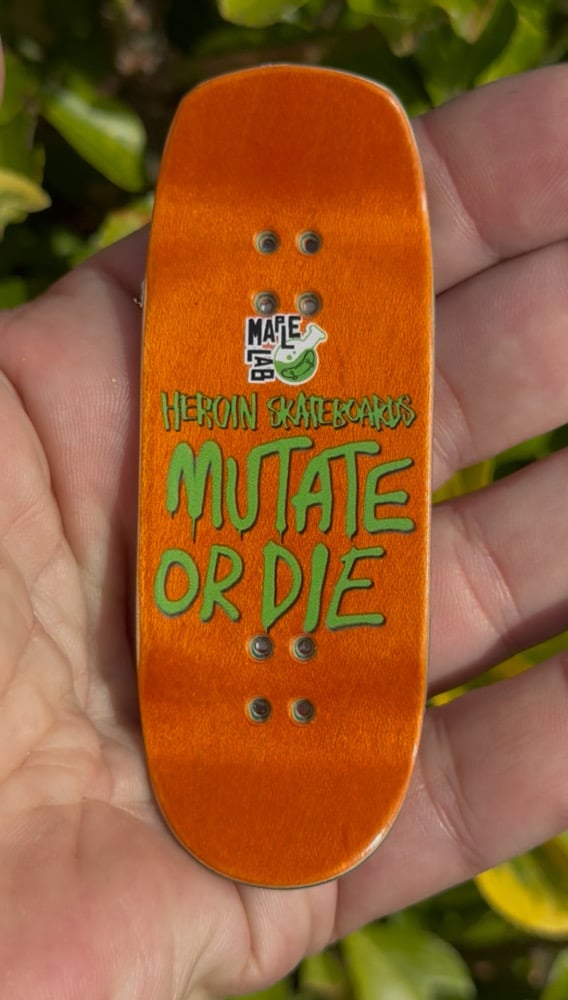 MAPLE
LAB
HEROIN SKATEBOARDS
MUTATE
OR DIE